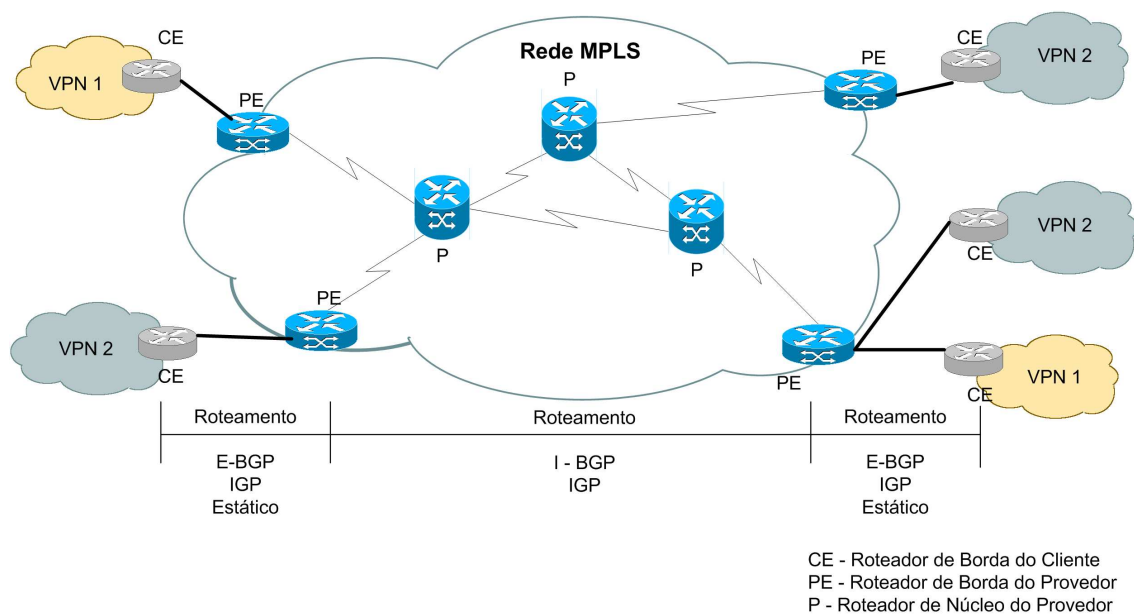 Rede MPLS
CE
VPN 1
PE
P
PE
CE
VPN 2
P
P
CE
VPN 2
PE
VPN 2
CE
PE
CE
VPN 1
Roteamento
Roteamento
Roteamento
E-BGP
IGP
Estático
I - BGP
IGP
E-BGP
IGP
Estático
CE - Roteador de Borda do Cliente
PE - Roteador de Borda do Provedor
P - Roteador de Núcleo do Provedor